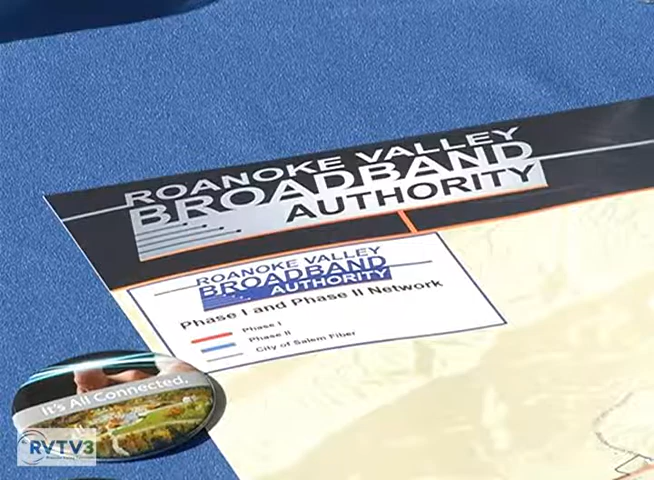 ROANOKE VALLEY
BROADBAND
AUTHORITY
ROANOKE VALLEY
BROADBAND
AUTHORITY
Phase I and Phase II Network
Phase I
Phase II
City of Salem Fiber
It's All Connected.
RVTV3